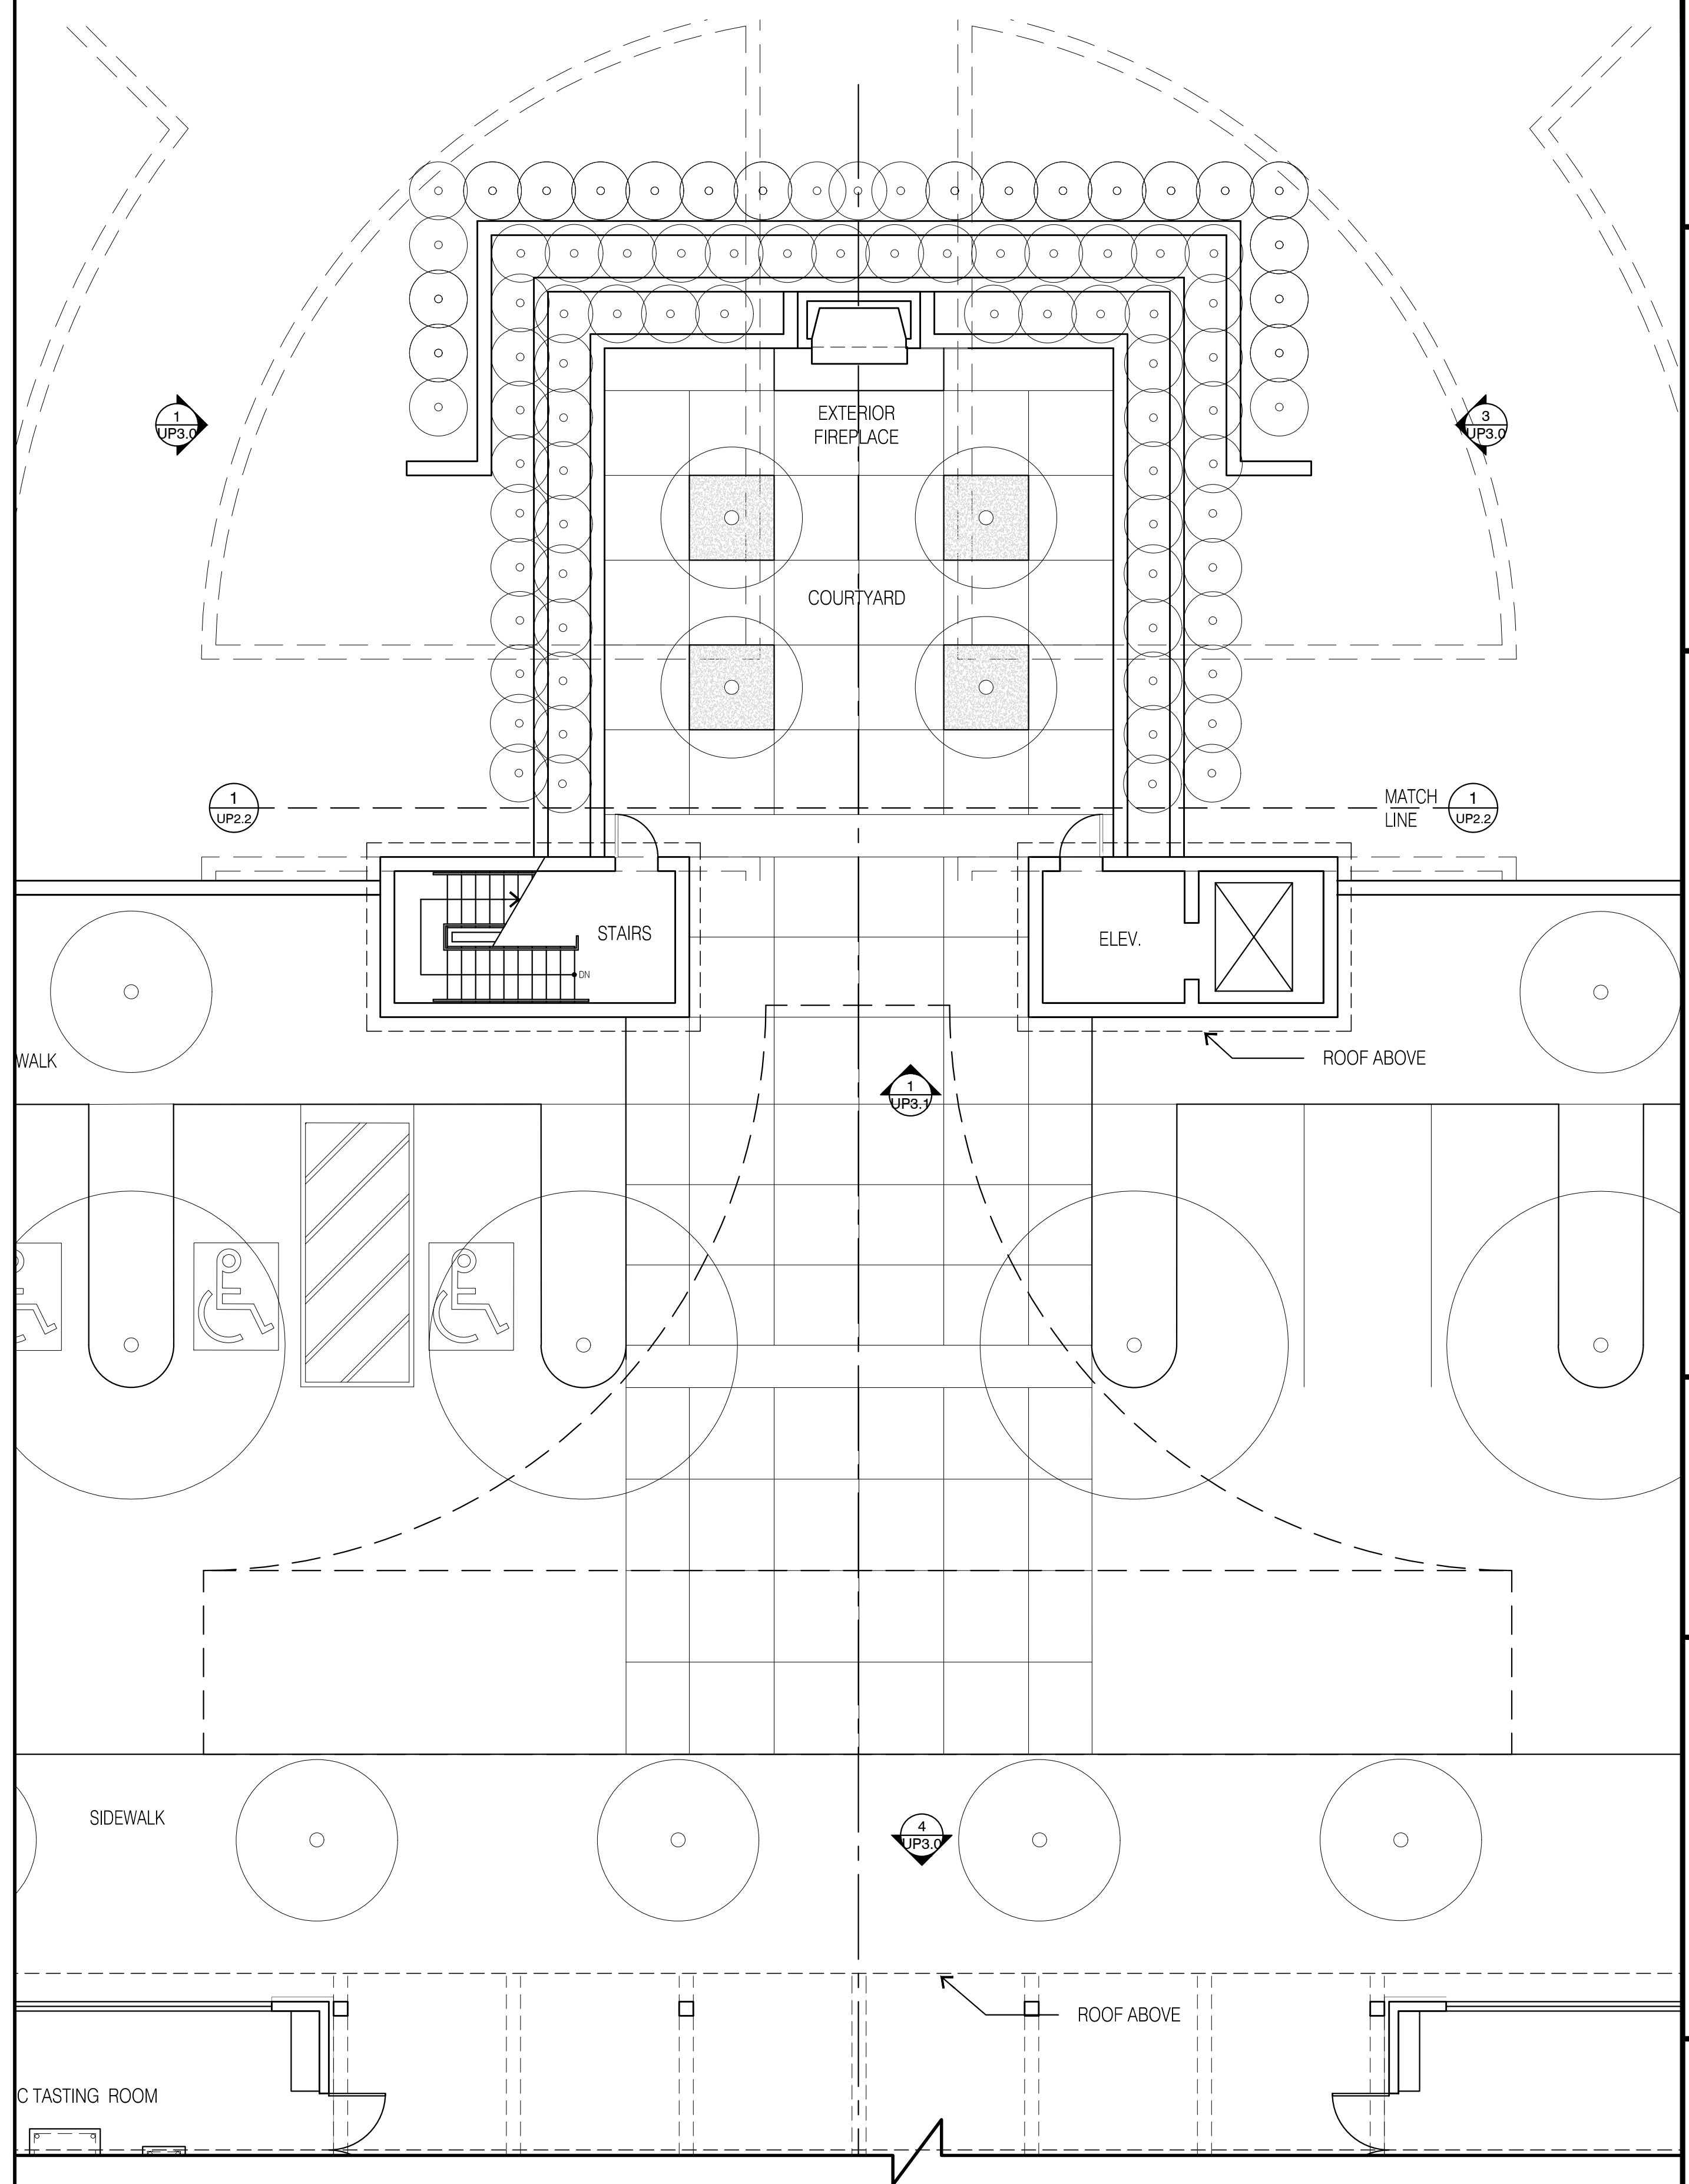 EXTERIOR
FIREPLACE
1
UP3.0
3
UP3.0
COURTYARD
1
UP2.2
MATCH
LINE
1
UP2.2
STAIRS
DN
ELEV.
WALK
ROOF ABOVE
1
UP3.1
SIDEWALK
4
UP3.0
ROOF ABOVE
C TASTING ROOM